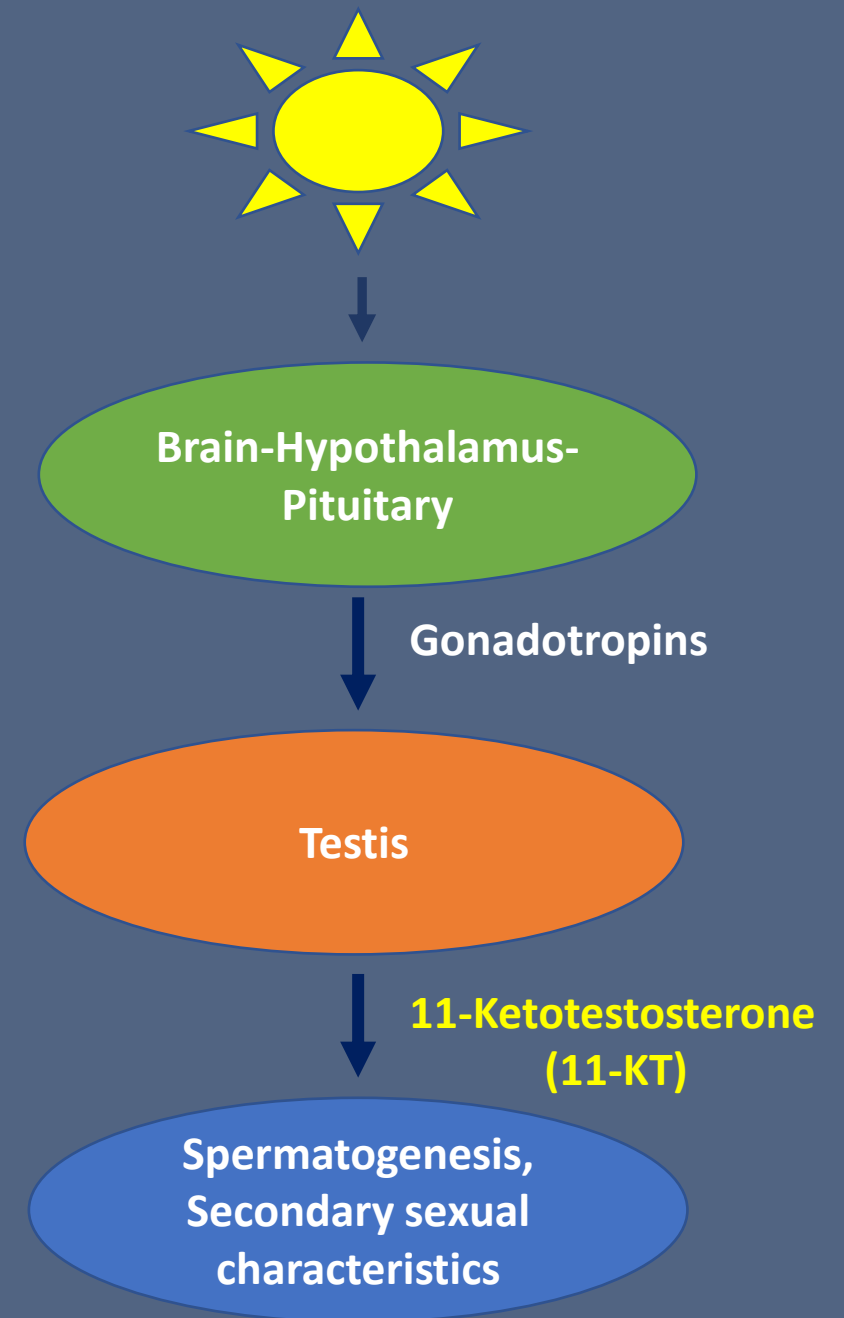 Brain-Hypothalamus-
Pituitary
Gonadotropins
Testis
11-Ketotestosterone
(11-KT)
Spermatogenesis,
Secondary sexual
characteristics